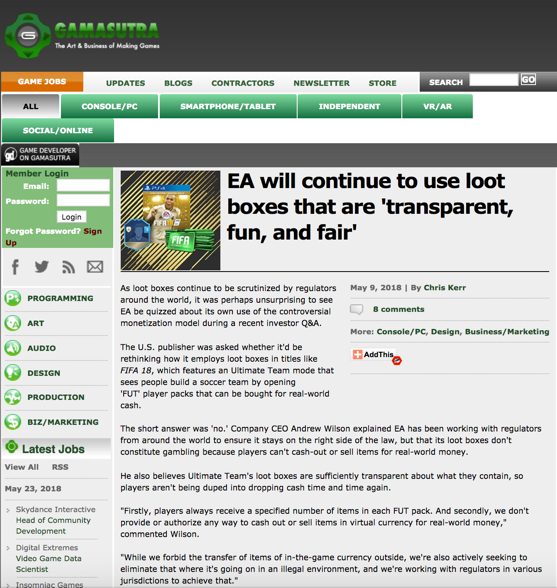 GAMASUTRA
The Art & Business of Making Games
GAME JOBS
UPDATES BLOGS CONTRACTORS NEWSLETTER STORE
SEARCH GO
ALL CONSOLE/PC SMARTPHONE/TABLET INDEPENDENT VR/AR
SOCIAL/ONLINE
gd GAME DEVELOPER
ON GAMASUTRA
Member Login
Email:
Password:
Login
Forgot Password? Sign
Up
PROGRAMMING
ART
AUDIO
DESIGN
PRODUCTION
BIZ/MARKETING
Latest Jobs
View All RSS
May 23, 2018
Skydance Interactive
Head of Community
Development
Digital Extremes
Video Game Data
Scientist
Insomniac Games
PS4
FIFA
EA will continue to use loot
boxes that are 'transparent,
fun, and fair'
May 9, 2018 | By Chris Kerr
8 comments
More: Console/PC, Design, Business/Marketing
AddThis
As loot boxes continue to be scrutinized by regulators
around the world, it was perhaps unsurprising to see
EA be quizzed about its own use of the controversial
monetization model during a recent investor Q&A.
The U.S. publisher was asked whether it'd be
rethinking how it employs loot boxes in titles like
FIFA 18, which features an Ultimate Team mode that
sees people build a soccer team by opening
'FUT' player packs that can be bought for real-world
cash.
The short answer was 'no.' Company CEO Andrew Wilson explained EA has been working with regulators
from around the world to ensure it stays on the right side of the law, but that its loot boxes don't
constitute gambling because players can't cash-out or sell items for real-world money.
He also believes Ultimate Team's loot boxes are sufficiently transparent about what they contain, so
players aren't being duped into dropping cash time and time again.
"Firstly, players always receive a specified number of items in each FUT pack. And secondly, we don't
provide or authorize any way to cash out or sell items in virtual currency for real-world money,"
commented Wilson.
"While we forbid the transfer of items of in-the-game currency outside, we're also actively seeking to
eliminate that where it's going on in an illegal environment, and we're working with regulators in various
jurisdictions to achieve that."